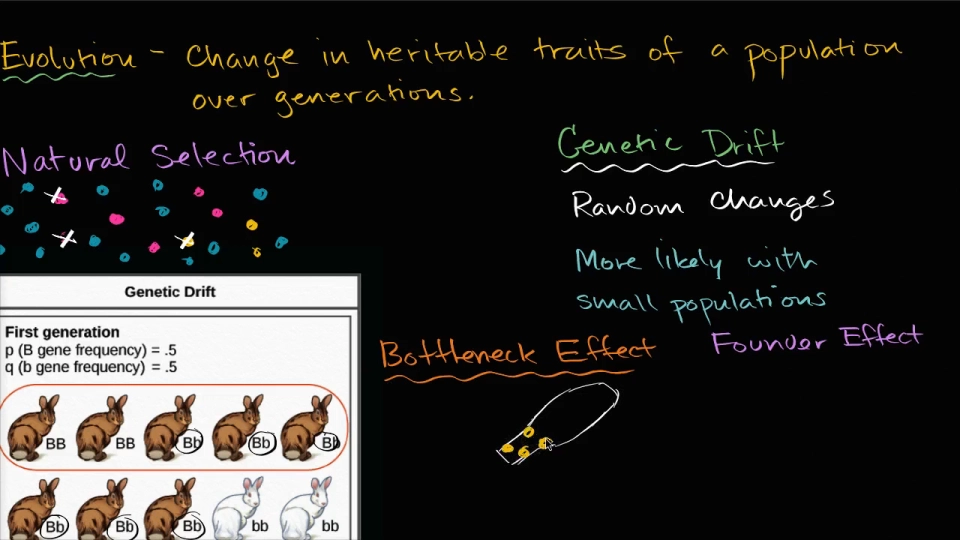 Evolution - Change in heritable traits of a population
over generations.
Natural Selection
Genetic Drift
Random changes
More likely with
small populations
Bottleneck Effect
Founder Effect
Genetic Drift
First generation
p (B gene frequency) = .5
q (b gene frequency) = .5
BB BB Bb Bb Bb
Bb Bb Bb bb bb